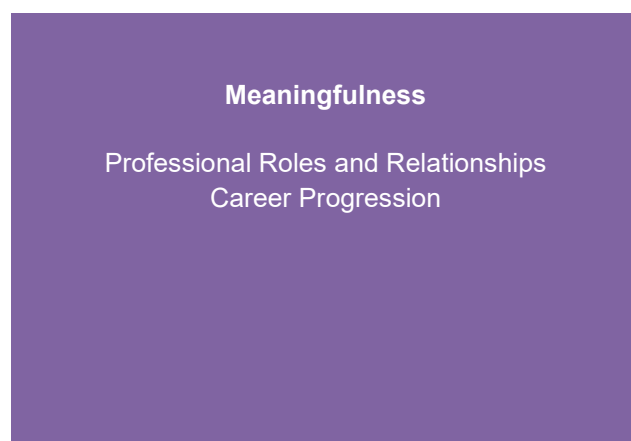 Meaningfulness
Professional Roles and Relationships
Career Progression